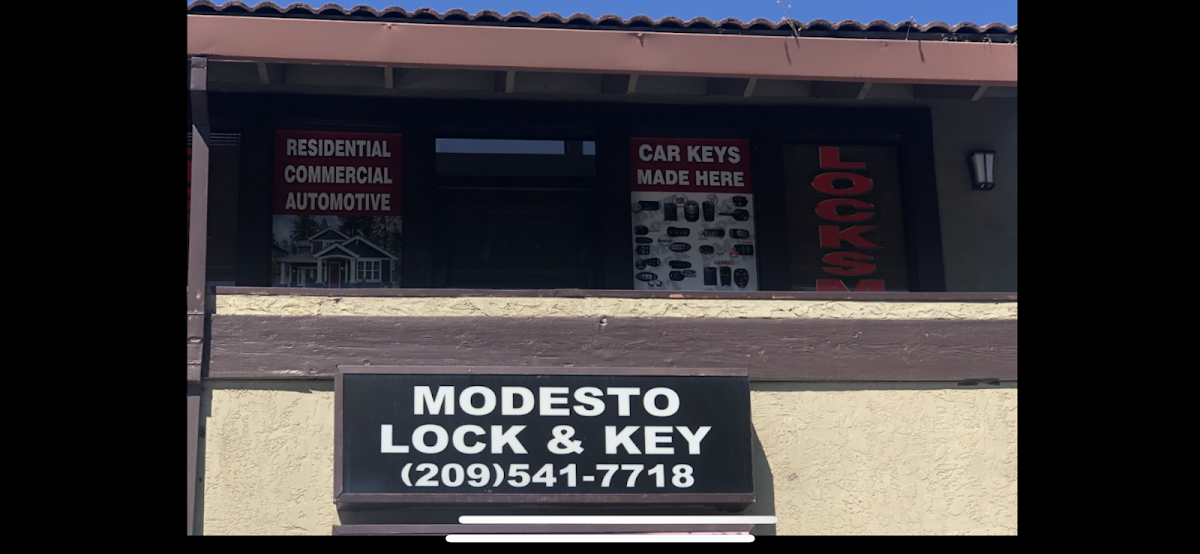 RESIDENTIAL
COMMERCIAL
AUTOMOTIVE
CAR KEYS
MADE HERE
LOCKSM
MODESTO
LOCK & KEY
(209)541-7718